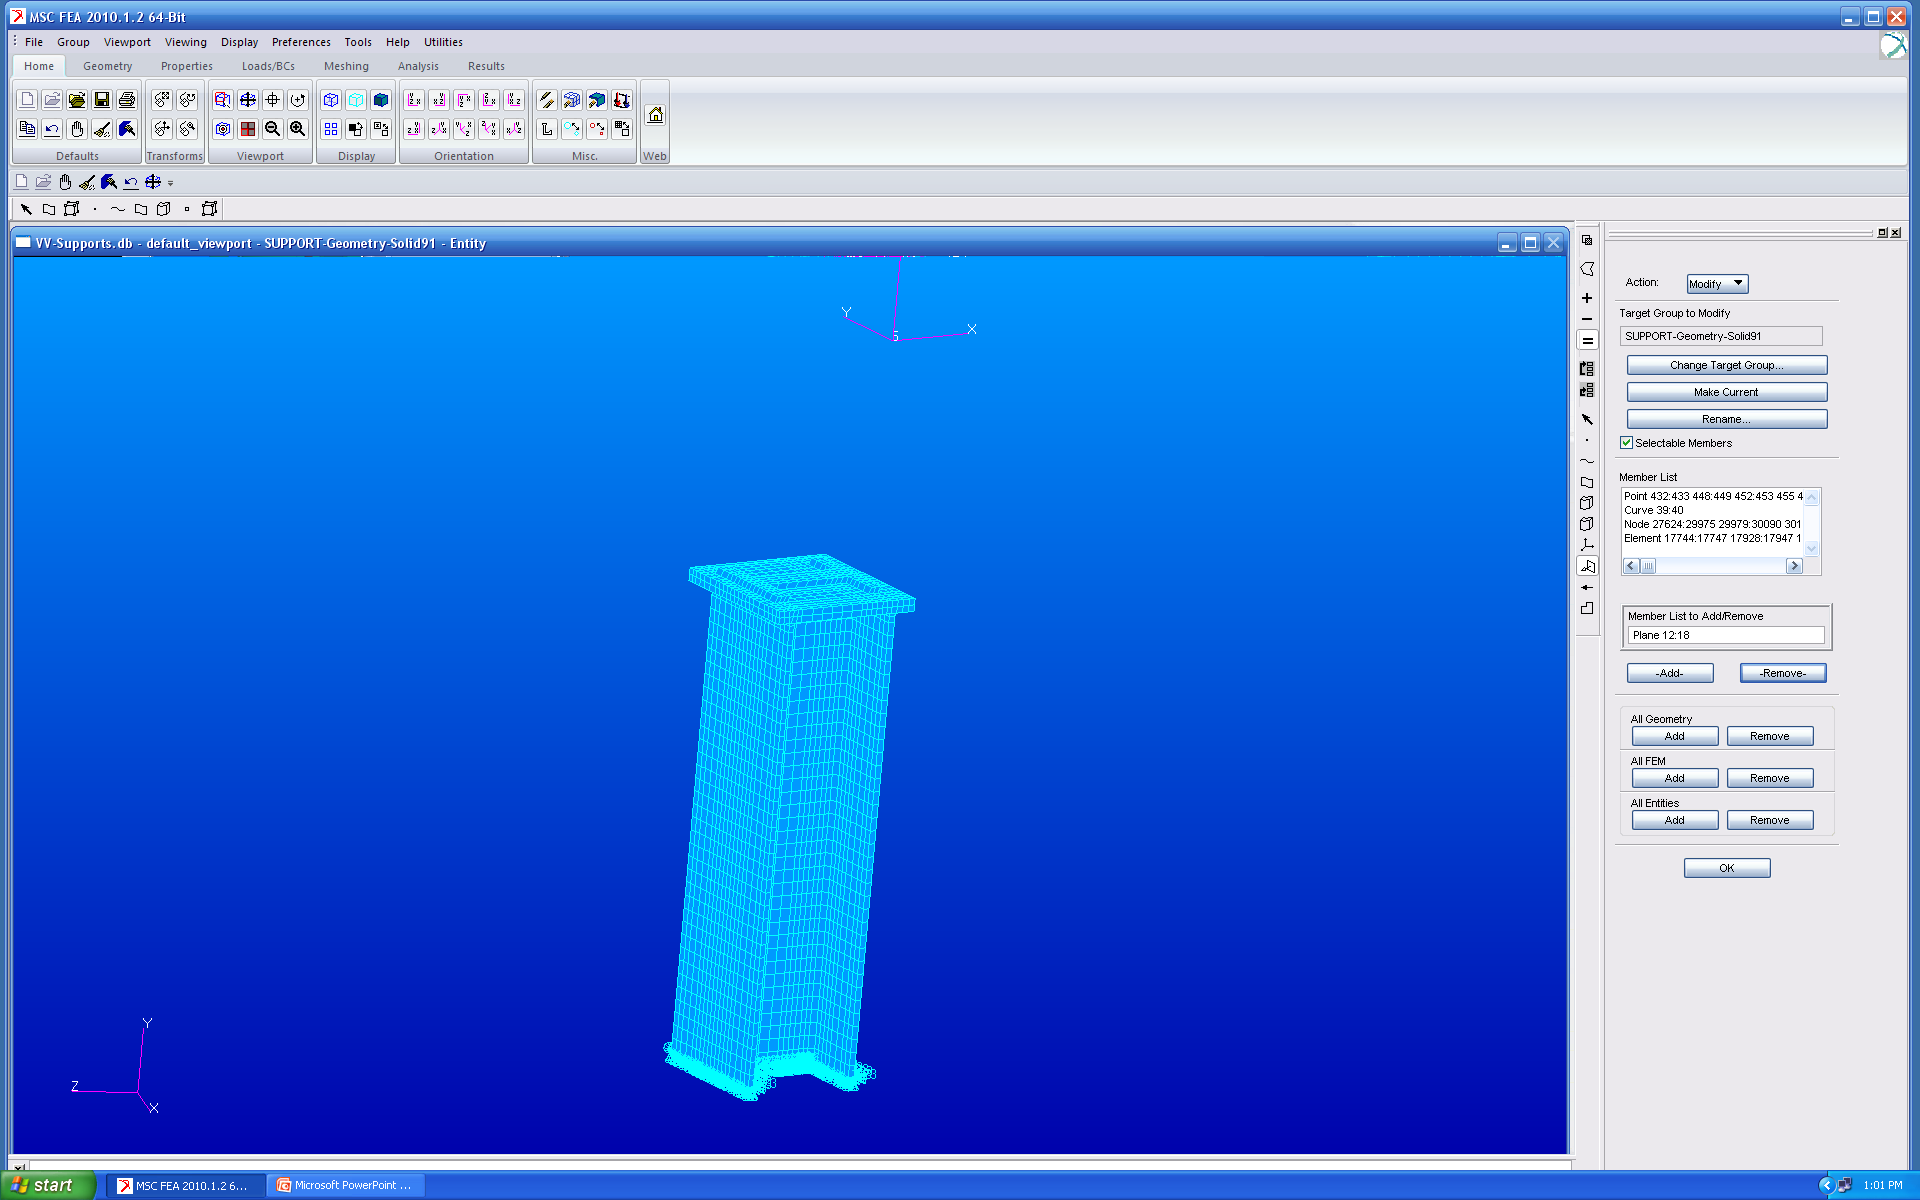 MSC FEA 2010.1.2 64-Bit
File Group Viewport Viewing Display Preferences Tools Help Utilities
Home Geometry Properties Loads/BCs Meshing Analysis Results
Defaults Transforms Viewport Display Orientation Misc. Web
VV-Supports.db - default_viewport - SUPPORT-Geometry-Solid91 - Entity
Y
X
5
Y
Z
X
Action: Modify
Target Group to Modify
SUPPORT-Geometry-Solid91
Change Target Group...
Make Current
Rename...
Selectable Members
Member List
Point 432:433 448:449 452:453 455 4
Curve 39:40
Node 27624:29975 29979:30090 301
Element 17744:17747 17928:17947 1
Member List to Add/Remove
Plane 12:18
-Add- -Remove-
All Geometry
Add Remove
All FEM
Add Remove
All Entities
Add Remove
OK
start MSC FEA 2010.1.2 6... Microsoft PowerPoint ... 1:01 PM